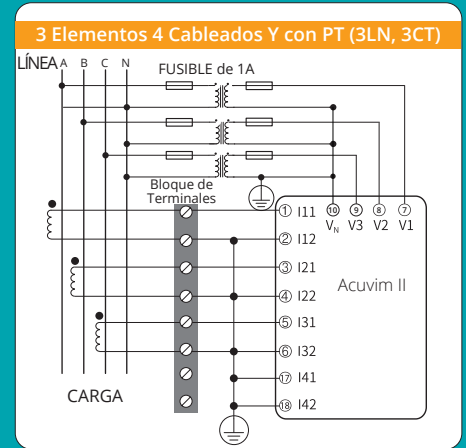 3 Elementos 4 Cableados Y con PT (3LN, 3CT)
LÍNEA A B C N
FUSIBLE de 1A
Bloque de
Terminales
① I11
⑩ ⑨ ⑧ ⑦
VN V3 V2 V1
② I12
③ I21
Acuvim II
④ I22
⑤ I31
⑥ I32
⑰ I41
CARGA
⑱ I42